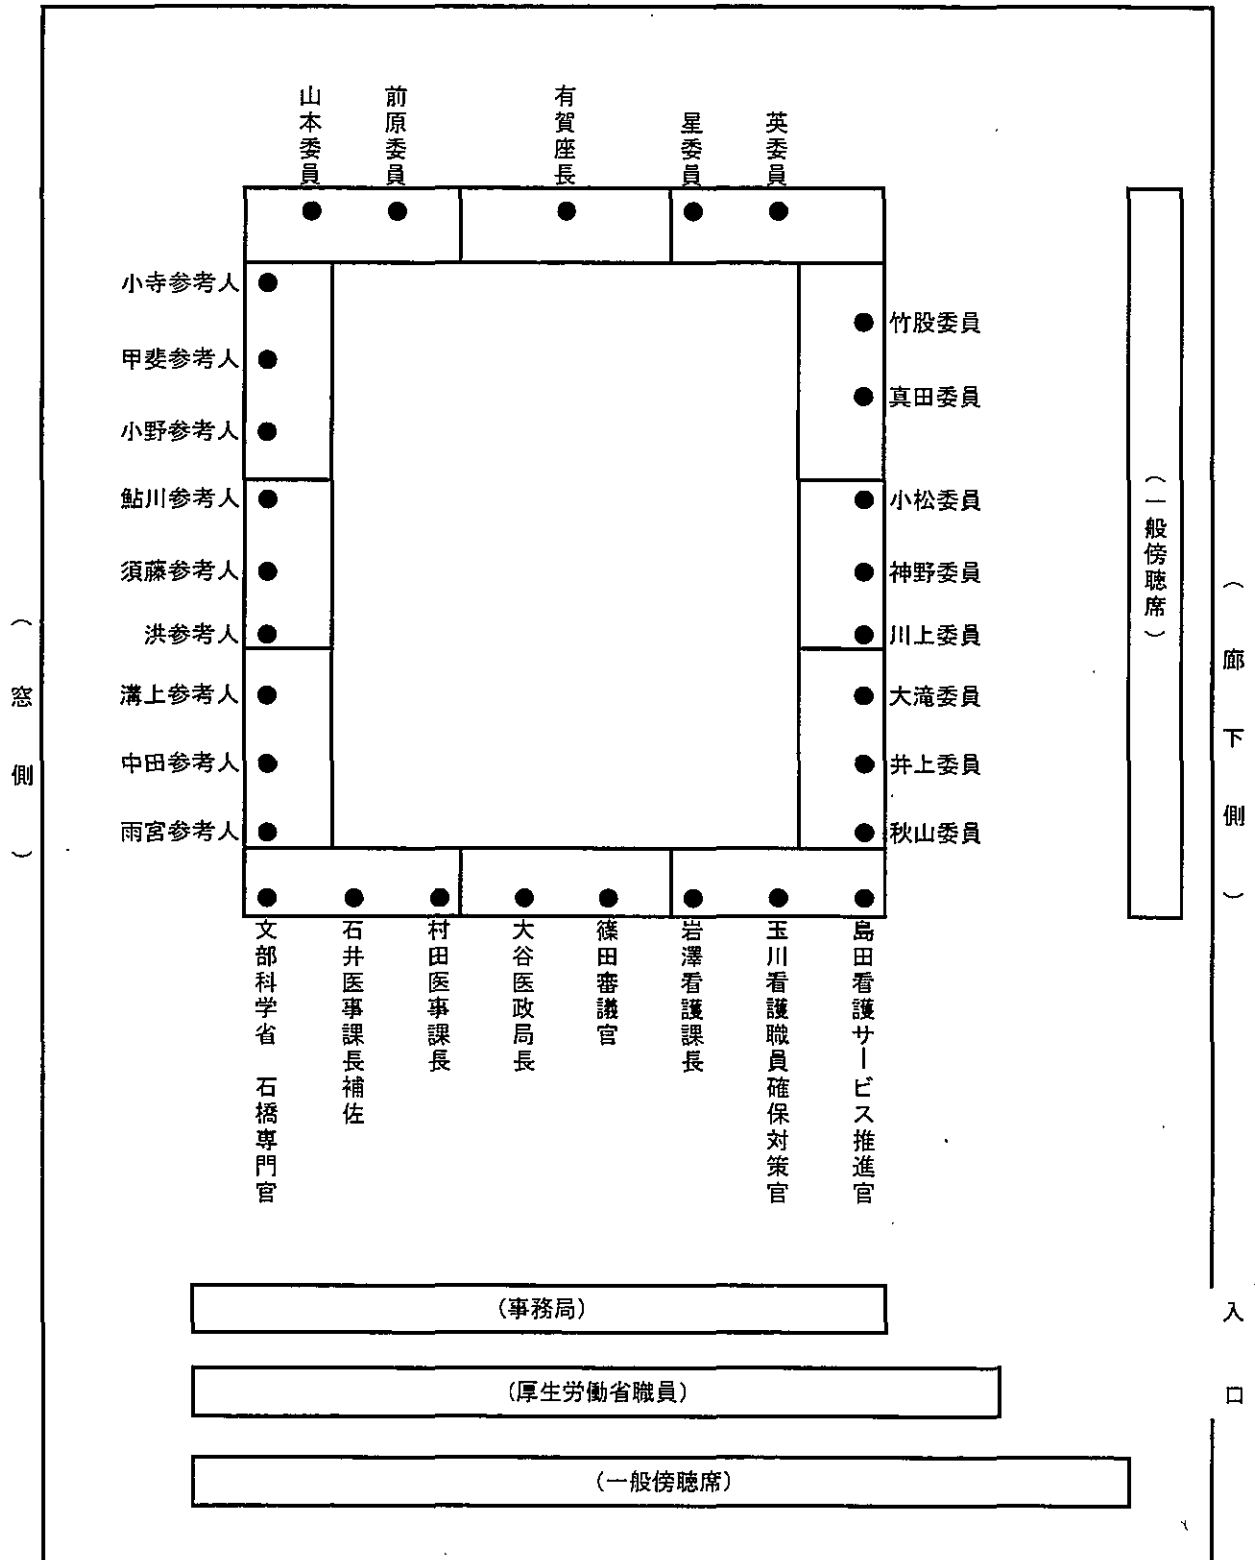 山本委員
前原委員
有賀座長
星委員
英委員
小寺参考人
甲斐参考人
小野参考人
鮎川参考人
須藤参考人
洪参考人
溝上参考人
中田参考人
雨宮参考人
竹股委員
真田委員
小松委員
神野委員
川上委員
大滝委員
井上委員
秋山委員
文部科学省 石橋専門官
石井医事課長補佐
村田医事課長
大谷医政局長
篠田審議官
岩澤看護課長
玉川看護職員確保対策官
島田看護サービス推進官
(窓側)
(一般傍聴席)
(廊下側)
入口
(事務局)
(厚生労働省職員)
(一般傍聴席)